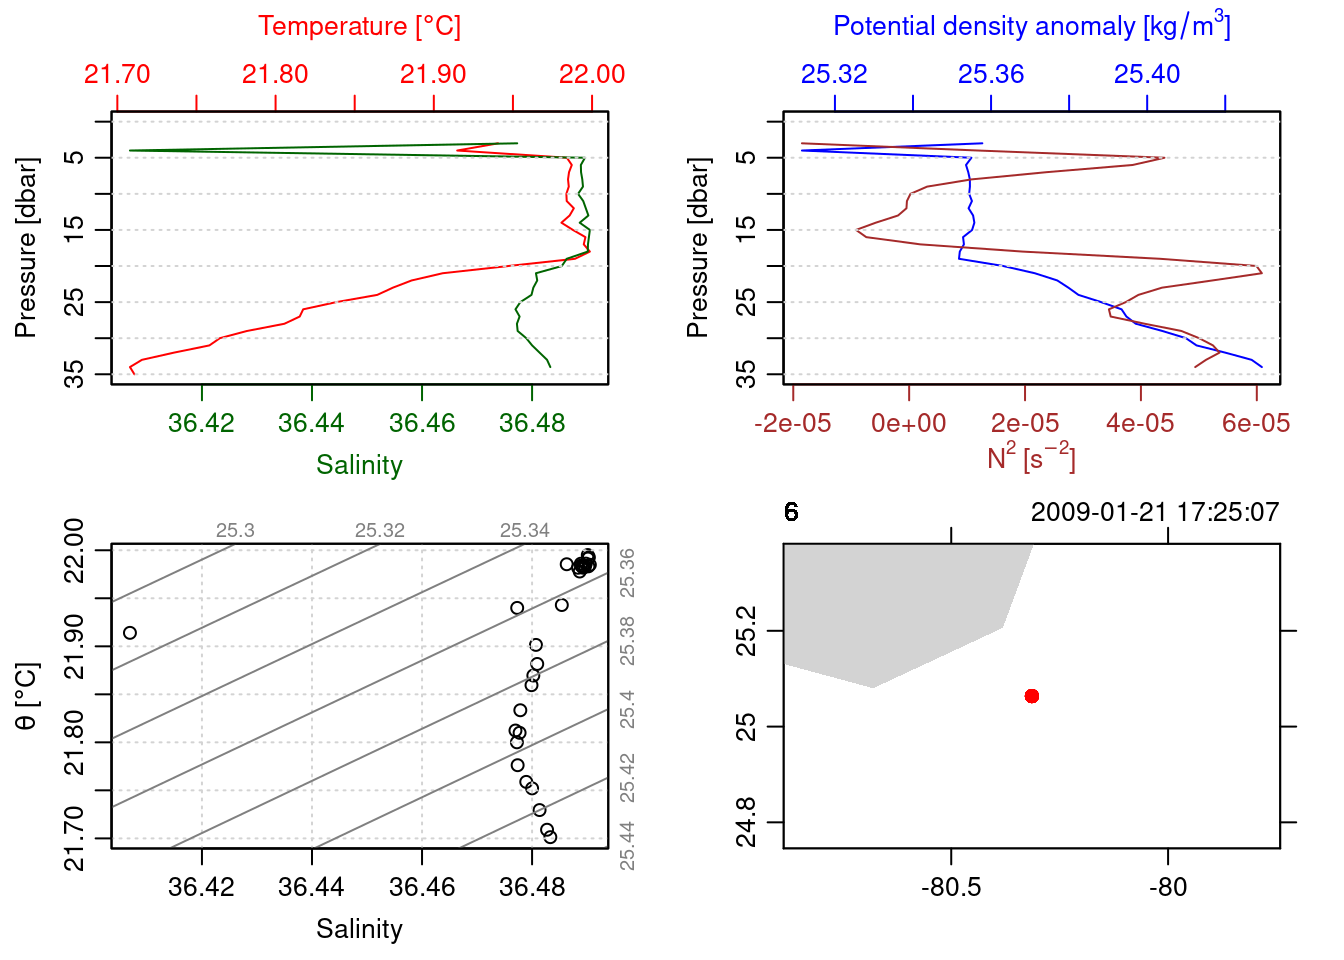 Temperature [°C]
21.70 21.80 21.90 22.00
Pressure [dbar]
5 15 25 35
36.42 36.44 36.46 36.48
Salinity
Potential density anomaly [kg/m³]
25.32 25.36 25.40
Pressure [dbar]
5 15 25 35
-2e-05 0e+00 2e-05 4e-05 6e-05
N² [s⁻²]
25.3 25.32 25.34
25.36
25.38
25.4
25.42
25.44
θ [°C]
22.00
21.90
21.80
21.70
36.42 36.44 36.46 36.48
Salinity
6 2009-01-21 17:25:07
25.2
25
24.8
-80.5 -80